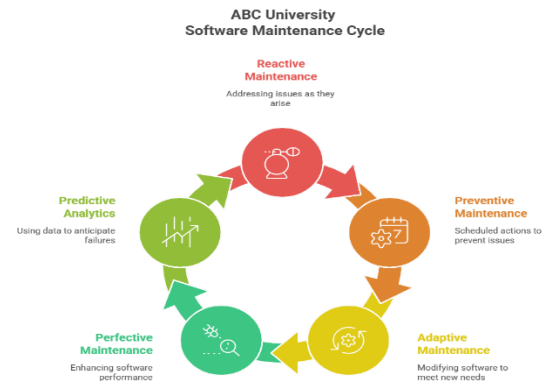 ABC University
Software Maintenance Cycle
Reactive
Maintenance
Addressing issues as they
arise
Preventive
Maintenance
Scheduled actions to
prevent issues
Adaptive
Maintenance
Modifying software to
meet new needs
Perfective
Maintenance
Enhancing software
performance
Predictive
Analytics
Using data to anticipate
failures
7